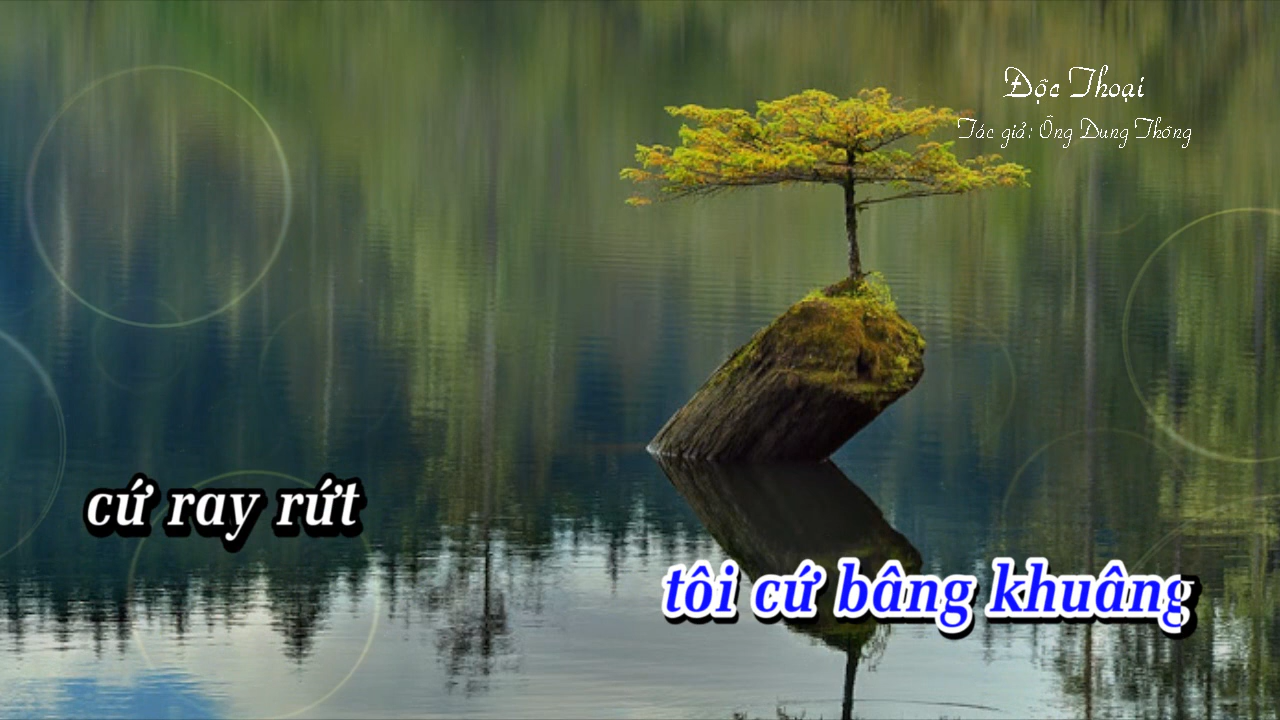 Độc Thoại
Tác giả: Ông Dung Thông
cứ ray rứt
tôi cứ bâng khuâng